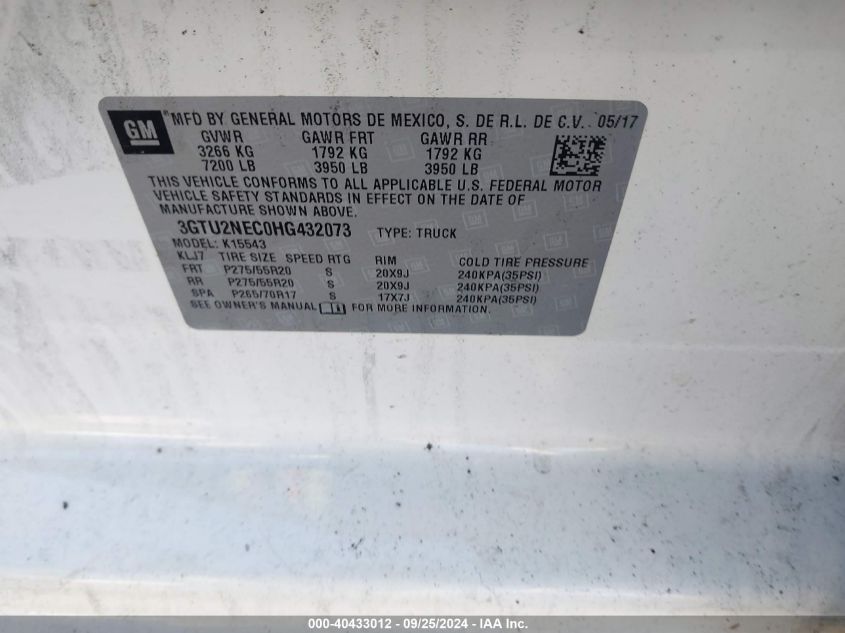 GM
MFD BY GENERAL MOTORS DE MEXICO, S. DE R.L. DE C.V. 05/17
GVWR GAWR FRT GAWR RR
3266 KG 1792 KG 1792 KG
7200 LB 3950 LB 3950 LB
THIS VEHICLE CONFORMS TO ALL APPLICABLE U.S. FEDERAL MOTOR
VEHICLE SAFETY STANDARDS IN EFFECT ON THE DATE OF
MANUFACTURE SHOWN ABOVE.
3GTU2NEC0HG432073 TYPE: TRUCK
MODEL: K15543
KLJ7 TIRE SIZE SPEED RTG RIM COLD TIRE PRESSURE
FRT P275/55R20 S 20X9J 240KPA(35PSI)
RR P275/55R20 S 20X9J 240KPA(35PSI)
SPA P265/70R17 S 17X7J 240KPA(35PSI)
SEE OWNER'S MANUAL FOR MORE INFORMATION.
000-40433012 - 09/25/2024 - IAA Inc.